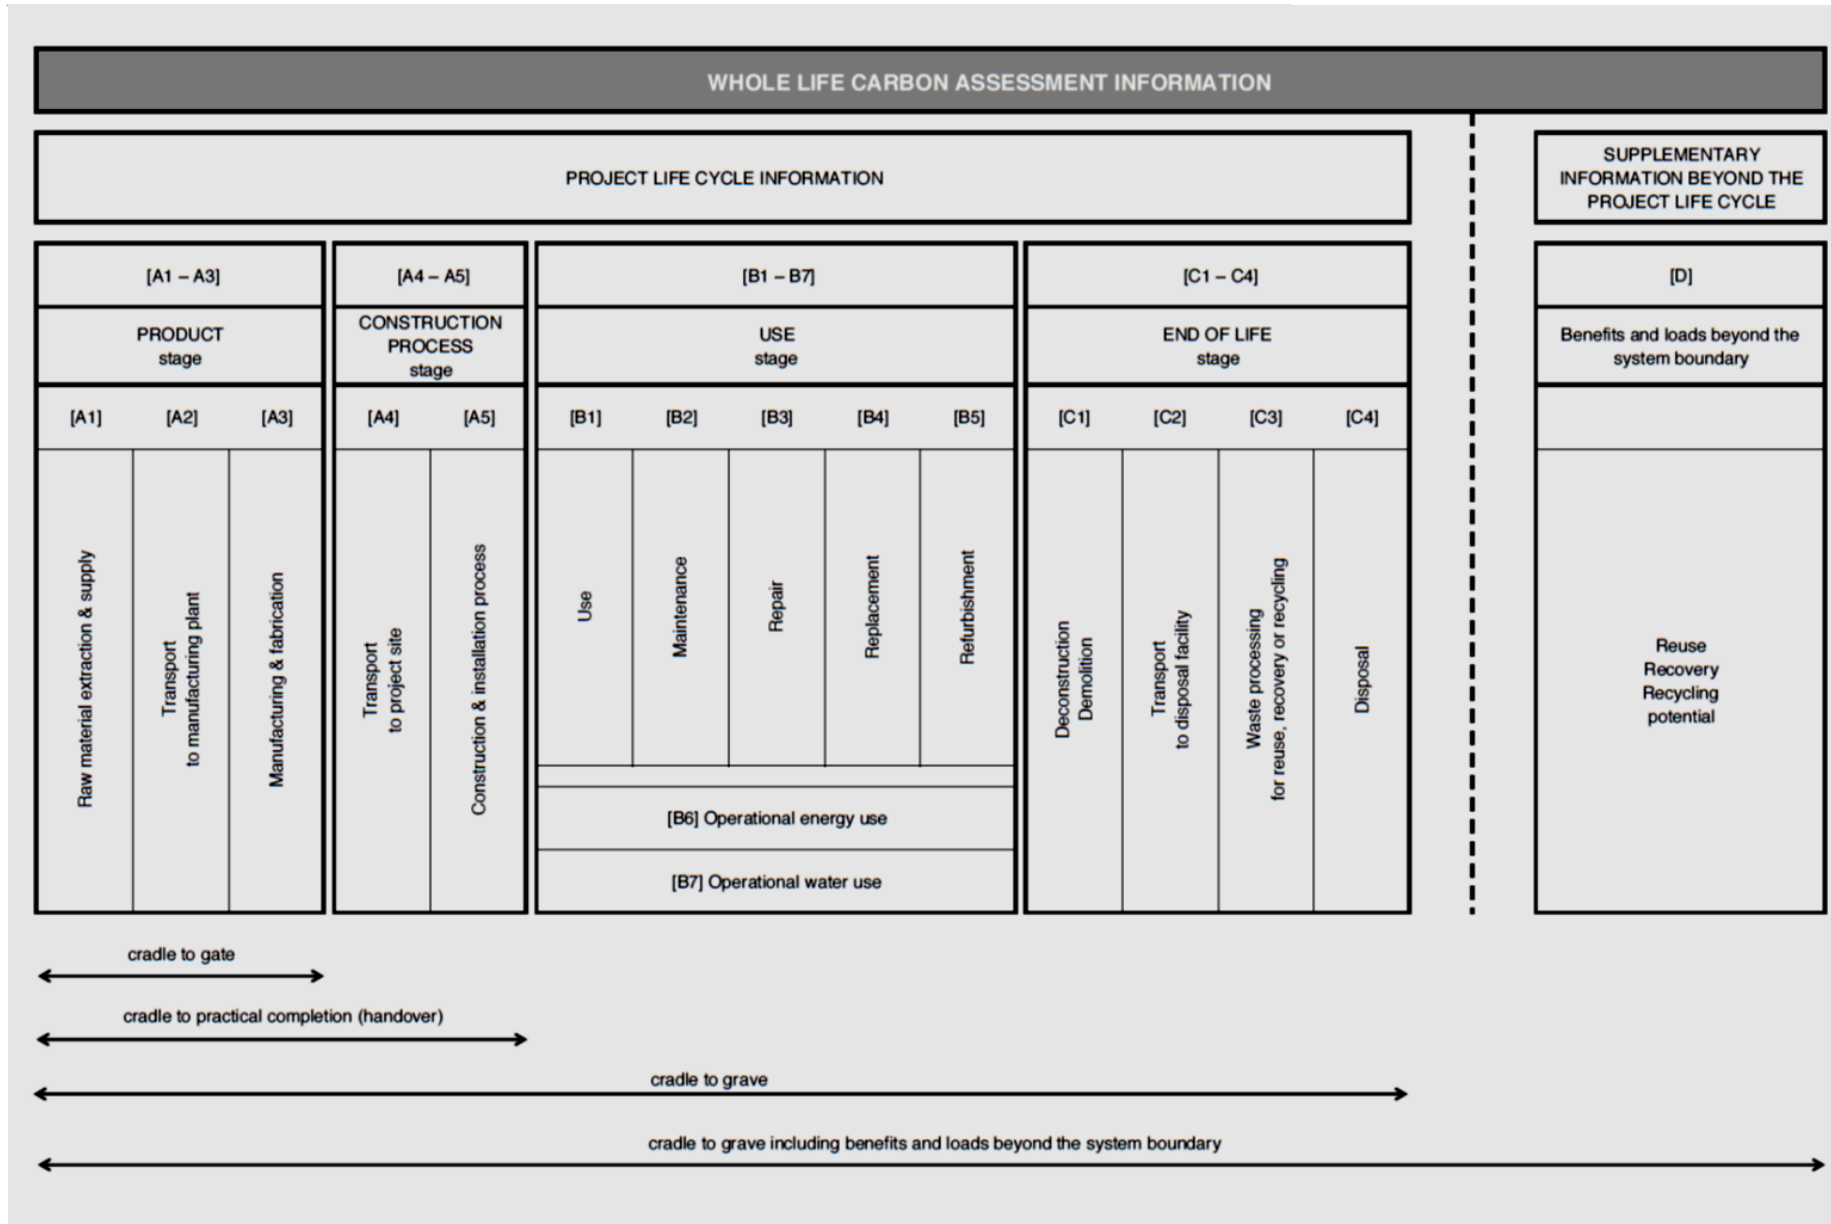 WHOLE LIFE CARBON ASSESSMENT INFORMATION
PROJECT LIFE CYCLE INFORMATION
SUPPLEMENTARY
INFORMATION BEYOND THE
PROJECT LIFE CYCLE
[A1 – A3]
PRODUCT
stage
[A4 – A5]
CONSTRUCTION
PROCESS
stage
[B1 – B7]
USE
stage
[C1 – C4]
END OF LIFE
stage
[D]
Benefits and loads beyond the
system boundary
[A1]
[A2]
[A3]
[A4]
[A5]
[B1]
[B2]
[B3]
[B4]
[B5]
[C1]
[C2]
[C3]
[C4]
Raw material extraction & supply
Transport
to manufacturing plant
Manufacturing & fabrication
Transport
to project site
Construction & installation process
Use
Maintenance
Repair
Replacement
Refurbishment
[B6] Operational energy use
[B7] Operational water use
Deconstruction
Demolition
Transport
to disposal facility
Waste processing
for reuse, recovery or recycling
Disposal
Reuse
Recovery
Recycling
potential
cradle to gate
cradle to practical completion (handover)
cradle to grave
cradle to grave including benefits and loads beyond the system boundary